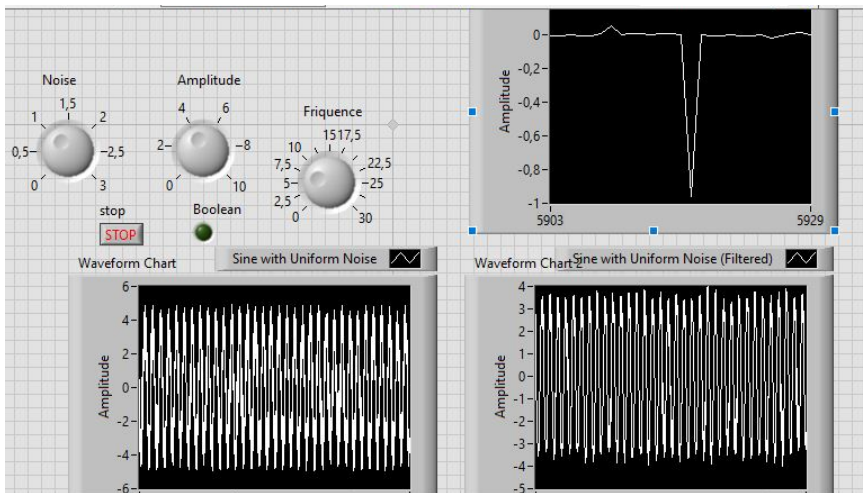 Noise
0 0,5 1 1,5 2 2,5 3
Amplitude
0 2 4 6 8 10
Friquence
0 2,5 5 7,5 10 15 17,5 22,5 25 30
stop
STOP
Boolean
Amplitude
0
-0,2
-0,4
-0,6
-0,8
-1
5903 5929
Waveform Chart
Sine with Uniform Noise
Amplitude
6
4
2
0
-2
-4
-6
Waveform Chart 2
Sine with Uniform Noise (Filtered)
Amplitude
4
3
2
1
0
-1
-2
-3
-4
-5